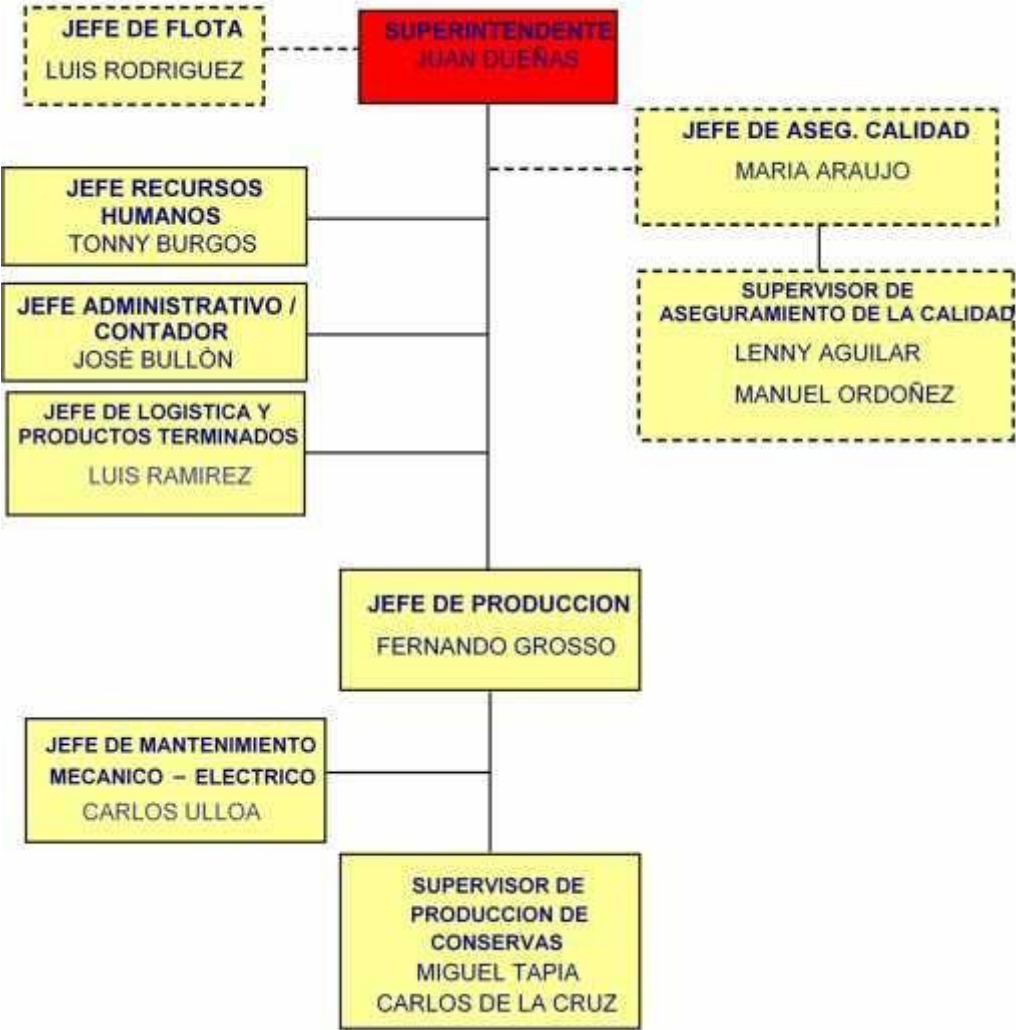 JEFE DE FLOTA
LUIS RODRIGUEZ
SUPERINTENDENTE
JUAN DUEÑAS
JEFE DE ASEG. CALIDAD
MARIA ARAUJO
JEFE RECURSOS
HUMANOS
TONNY BURGOS
SUPERVISOR DE
ASEGURAMIENTO DE LA CALIDAD
LENNY AGUILAR
MANUEL ORDOÑEZ
JEFE ADMINISTRATIVO /
CONTADOR
JOSÈ BULLÒN
JEFE DE LOGISTICA Y
PRODUCTOS TERMINADOS
LUIS RAMIREZ
JEFE DE PRODUCCION
FERNANDO GROSSO
JEFE DE MANTENIMIENTO
MECANICO – ELECTRICO
CARLOS ULLOA
SUPERVISOR DE
PRODUCCION DE
CONSERVAS
MIGUEL TAPIA
CARLOS DE LA CRUZ